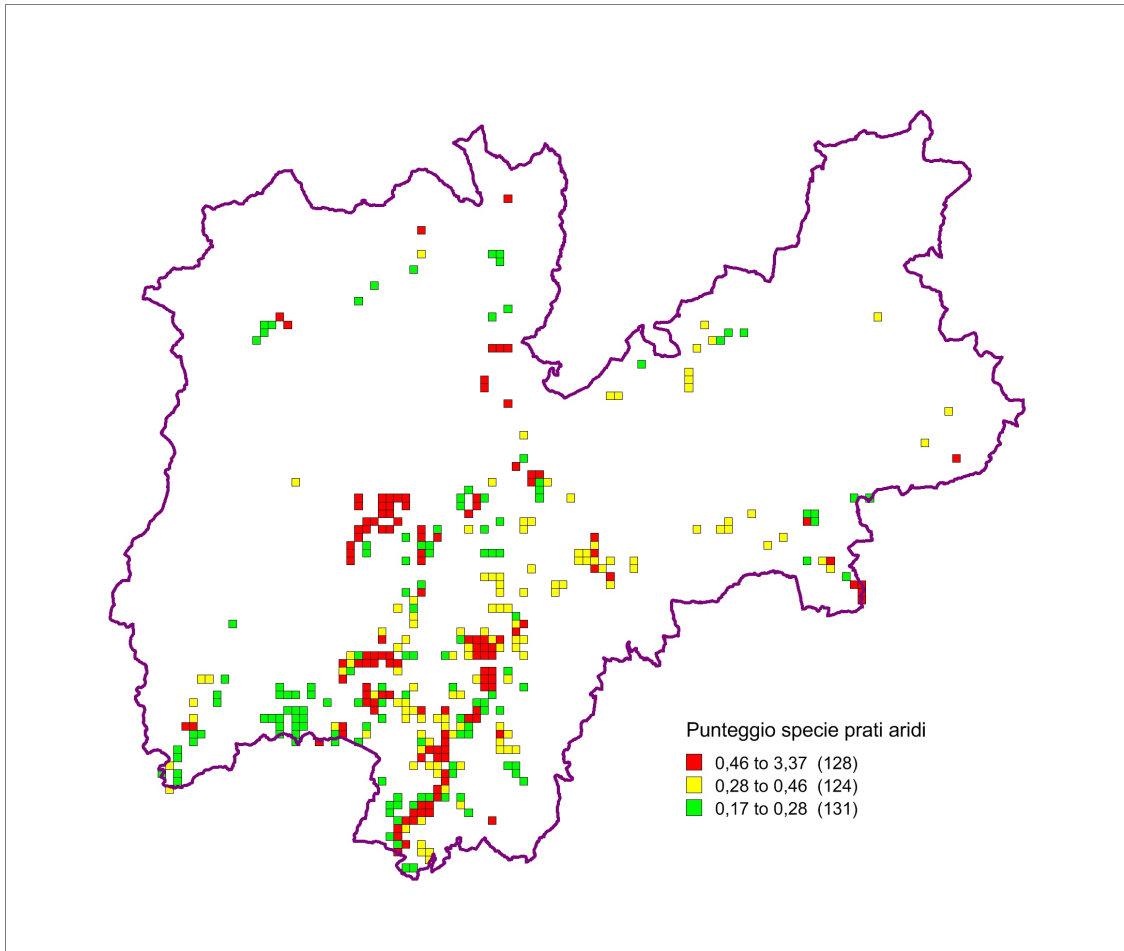 Punteggio specie prati aridi
0,46 to 3,37 (128)
0,28 to 0,46 (124)
0,17 to 0,28 (131)